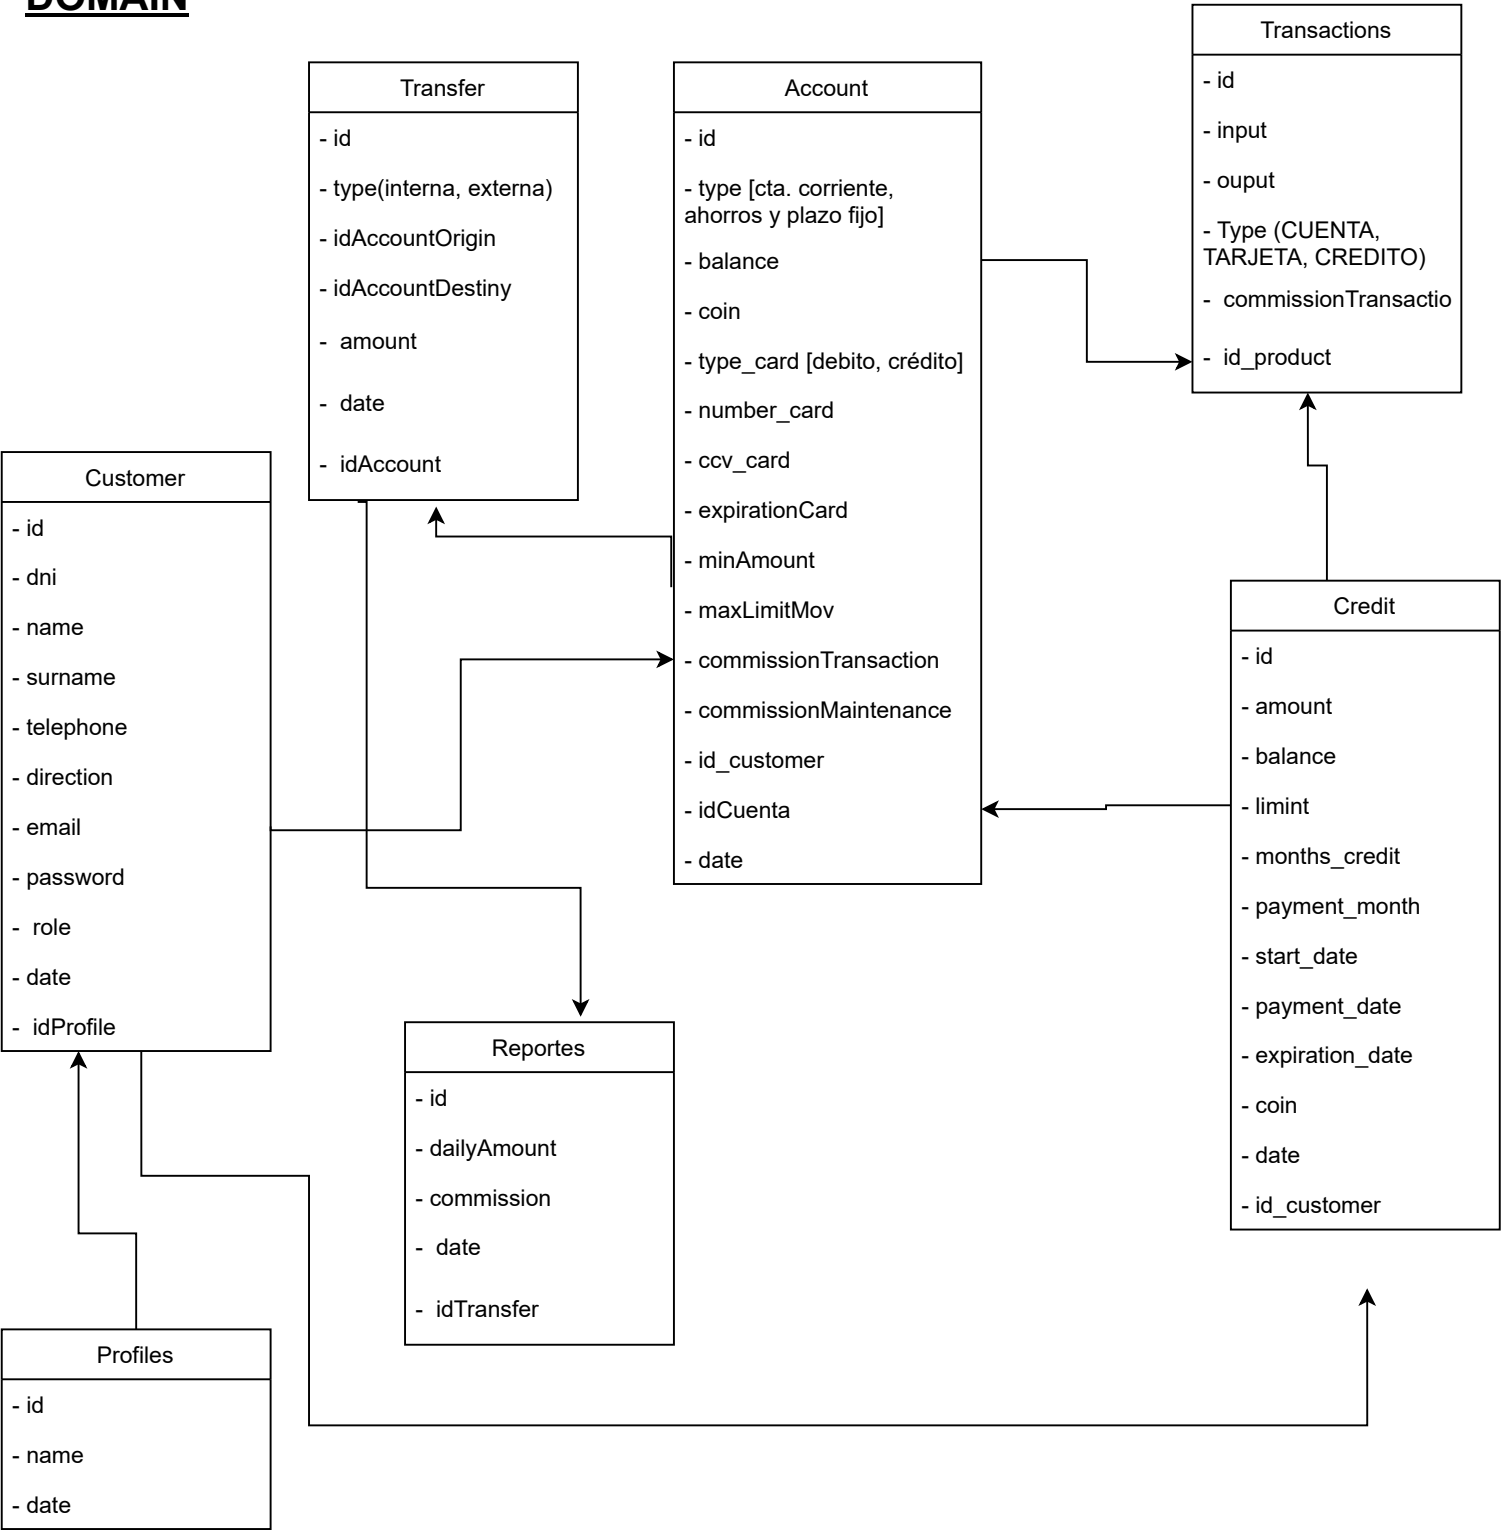 DOMAIN
Transfer
- id
- type(interna, externa)
- idAccountOrigin
- idAccountDestiny
- amount
- date
- idAccount
Account
- id
- type [cta. corriente,
ahorros y plazo fijo]
- balance
- coin
- type_card [debito, crédito]
- number_card
- ccv_card
- expirationCard
- minAmount
- maxLimitMov
- commissionTransaction
- commissionMaintenance
- id_customer
- idCuenta
- date
Transactions
- id
- input
- ouput
- Type (CUENTA,
TARJETA, CREDITO)
- commissionTransactio
- id_product
Customer
- id
- dni
- name
- surname
- telephone
- direction
- email
- password
- role
- date
- idProfile
Credit
- id
- amount
- balance
- limint
- months_credit
- payment_month
- start_date
- payment_date
- expiration_date
- coin
- date
- id_customer
Reportes
- id
- dailyAmount
- commission
- date
- idTransfer
Profiles
- id
- name
- date